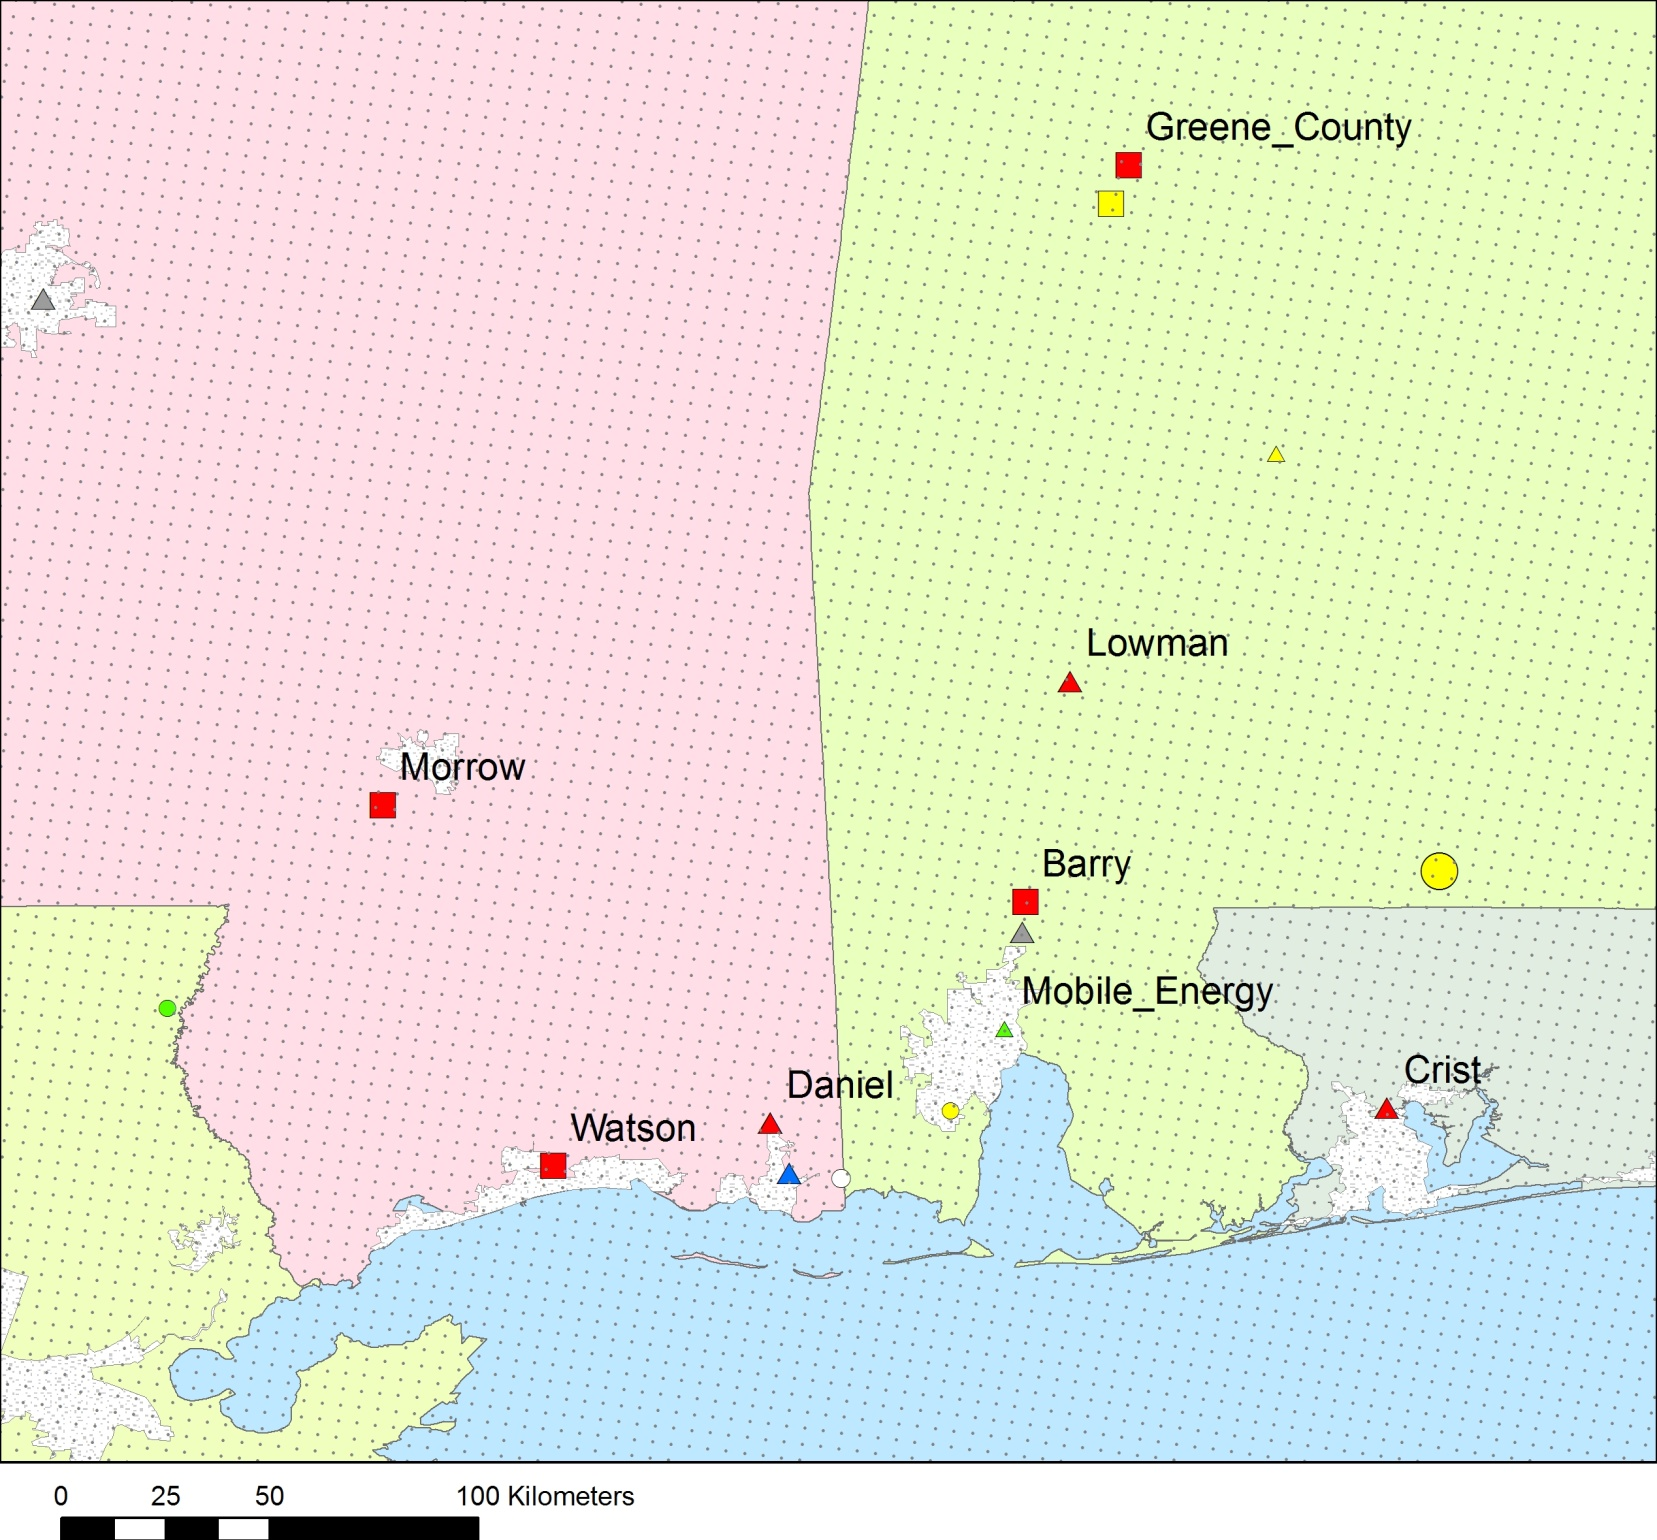 Greene_County
Lowman
Morrow
Barry
Mobile_Energy
Crist
Daniel
Watson
0 25 50 100 Kilometers